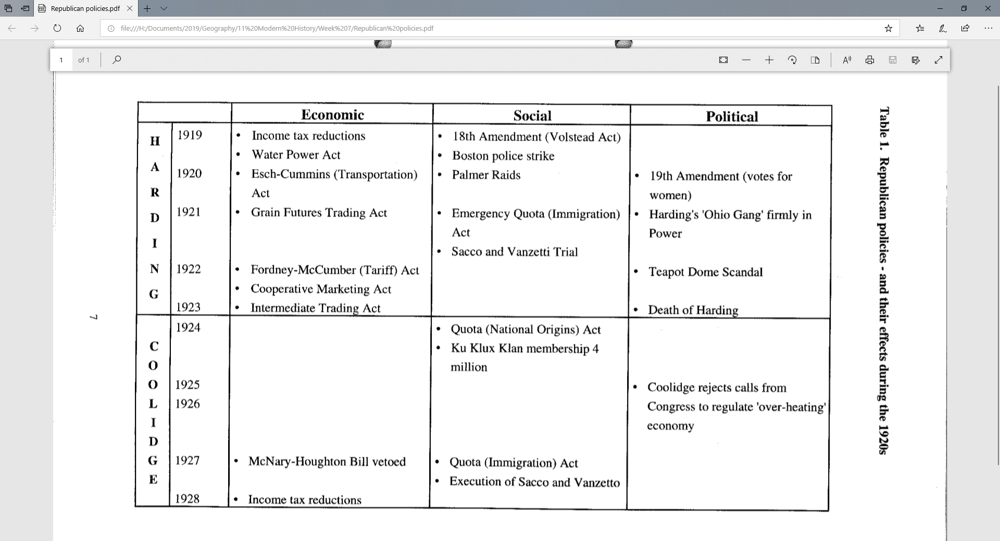 Republican policies.pdf
file:///H:/Documents/2019/Geography/11%20Modern%20History/Week%207/Republican%20policies.pdf
1 of 1
Table 1. Republican policies - and their effects during the 1920s
Economic Social Political
HARDING
1919
• Income tax reductions
• Water Power Act
• 18th Amendment (Volstead Act)
• Boston police strike
1920
• Esch-Cummins (Transportation)
Act
• Palmer Raids
• 19th Amendment (votes for
women)
1921
• Grain Futures Trading Act
• Emergency Quota (Immigration)
Act
• Sacco and Vanzetti Trial
• Harding's 'Ohio Gang' firmly in
Power
1922
• Fordney-McCumber (Tariff) Act
• Cooperative Marketing Act
• Teapot Dome Scandal
1923
• Intermediate Trading Act
• Death of Harding
COOLIDGE
1924
• Quota (National Origins) Act
• Ku Klux Klan membership 4
million
1925
• Coolidge rejects calls from
1926
Congress to regulate 'over-heating'
economy
1927
• McNary-Houghton Bill vetoed
• Quota (Immigration) Act
• Execution of Sacco and Vanzetto
1928
• Income tax reductions
7